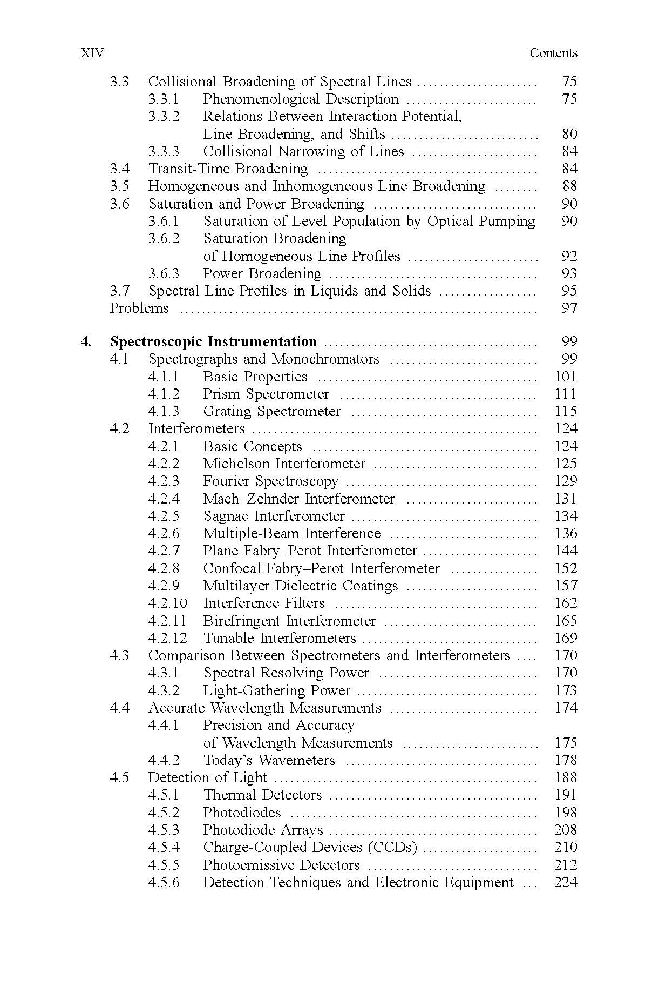 XIV Contents
3.3 Collisional Broadening of Spectral Lines ...................... 75
3.3.1 Phenomenological Description ........................ 75
3.3.2 Relations Between Interaction Potential,
Line Broadening, and Shifts ........................... 80
3.3.3 Collisional Narrowing of Lines ....................... 84
3.4 Transit-Time Broadening ........................................ 84
3.5 Homogeneous and Inhomogeneous Line Broadening ........ 88
3.6 Saturation and Power Broadening .............................. 90
3.6.1 Saturation of Level Population by Optical Pumping 90
3.6.2 Saturation Broadening
of Homogeneous Line Profiles ........................ 92
3.6.3 Power Broadening ...................................... 93
3.7 Spectral Line Profiles in Liquids and Solids .................. 95
Problems ................................................................. 97
4. Spectroscopic Instrumentation ....................................... 99
4.1 Spectrographs and Monochromators ........................... 99
4.1.1 Basic Properties ........................................ 101
4.1.2 Prism Spectrometer .................................... 111
4.1.3 Grating Spectrometer .................................. 115
4.2 Interferometers .................................................... 124
4.2.1 Basic Concepts ......................................... 124
4.2.2 Michelson Interferometer .............................. 125
4.2.3 Fourier Spectroscopy ................................... 129
4.2.4 Mach–Zehnder Interferometer ........................ 131
4.2.5 Sagnac Interferometer .................................. 134
4.2.6 Multiple-Beam Interference ........................... 136
4.2.7 Plane Fabry–Perot Interferometer ..................... 144
4.2.8 Confocal Fabry–Perot Interferometer ................ 152
4.2.9 Multilayer Dielectric Coatings ........................ 157
4.2.10 Interference Filters ..................................... 162
4.2.11 Birefringent Interferometer ............................ 165
4.2.12 Tunable Interferometers ................................ 169
4.3 Comparison Between Spectrometers and Interferometers .... 170
4.3.1 Spectral Resolving Power ............................. 170
4.3.2 Light-Gathering Power ................................. 173
4.4 Accurate Wavelength Measurements ........................... 174
4.4.1 Precision and Accuracy
of Wavelength Measurements ......................... 175
4.4.2 Today’s Wavemeters ................................... 178
4.5 Detection of Light ................................................ 188
4.5.1 Thermal Detectors ...................................... 191
4.5.2 Photodiodes ............................................. 198
4.5.3 Photodiode Arrays ...................................... 208
4.5.4 Charge-Coupled Devices (CCDs) ..................... 210
4.5.5 Photoemissive Detectors ............................... 212
4.5.6 Detection Techniques and Electronic Equipment ... 224